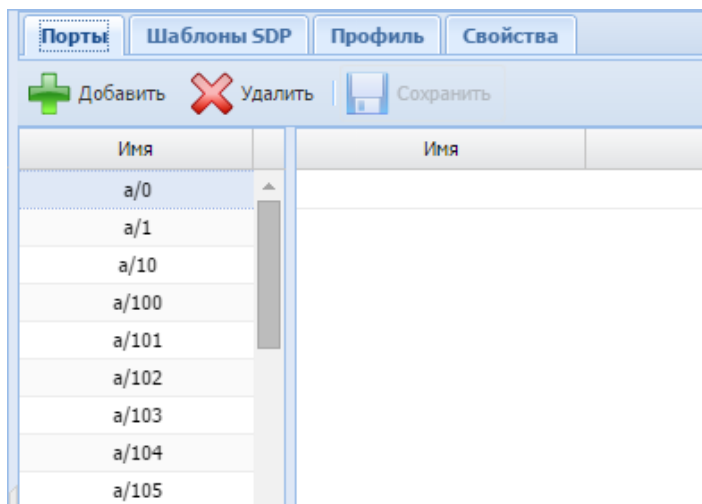 Порты Шаблоны SDP Профиль Свойства
Добавить Удалить Сохранить
Имя Имя
a/0
a/1
a/10
a/100
a/101
a/102
a/103
a/104
a/105